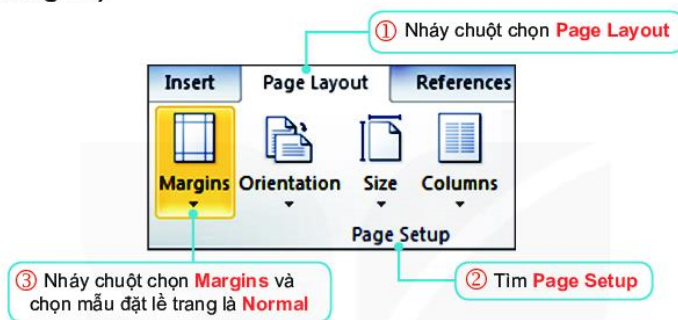 ① Nháy chuột chọn Page Layout
Insert Page Layout References
Margins Orientation Size Columns
Page Setup
③ Nháy chuột chọn Margins và
chọn mẫu đặt lề trang là Normal
② Tìm Page Setup